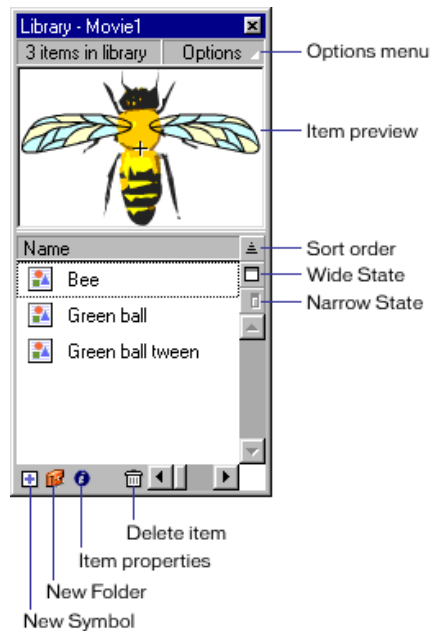 Library - Movie1
3 items in library Options
Options menu
Item preview
Name
Sort order
Wide State
Narrow State
Bee
Green ball
Green ball tween
Delete item
Item properties
New Folder
New Symbol